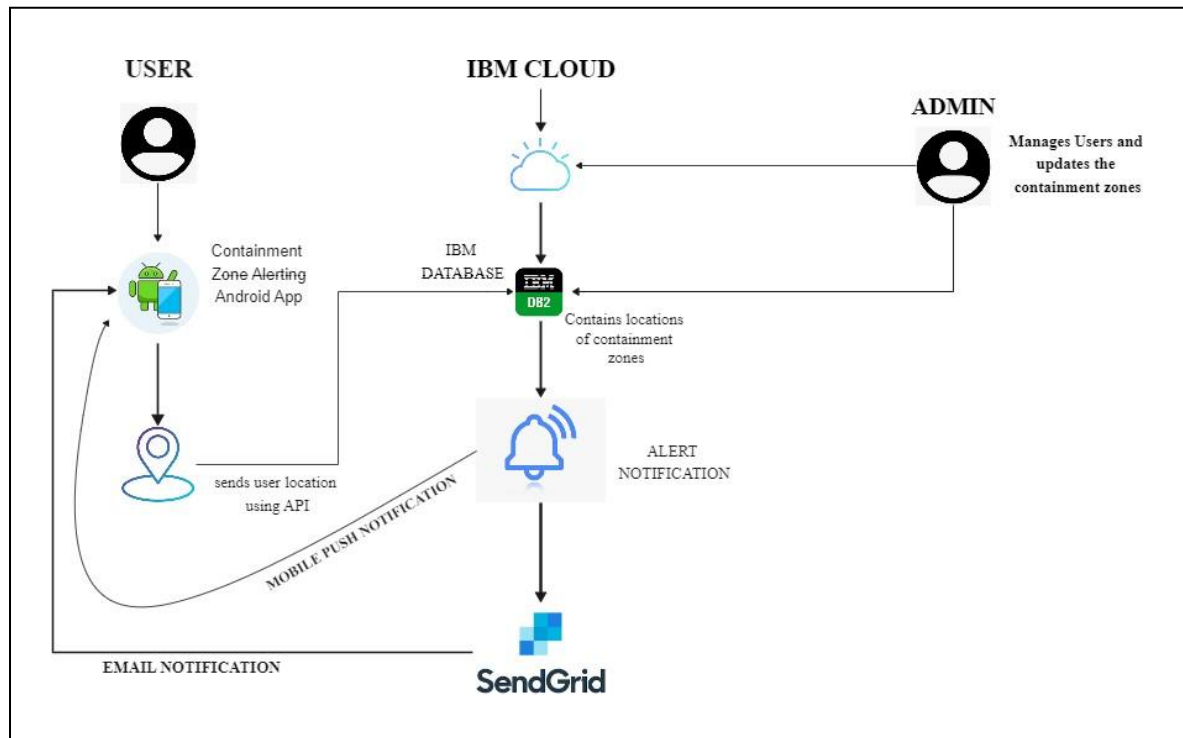 USER
IBM CLOUD
ADMIN
Manages Users and
updates the
containment zones
Containment
Zone Alerting
Android App
IBM
DATABASE
IBM
DB2
Contains locations
of containment
zones
sends user location
using API
ALERT
NOTIFICATION
MOBILE PUSH NOTIFICATION
EMAIL NOTIFICATION
SendGrid